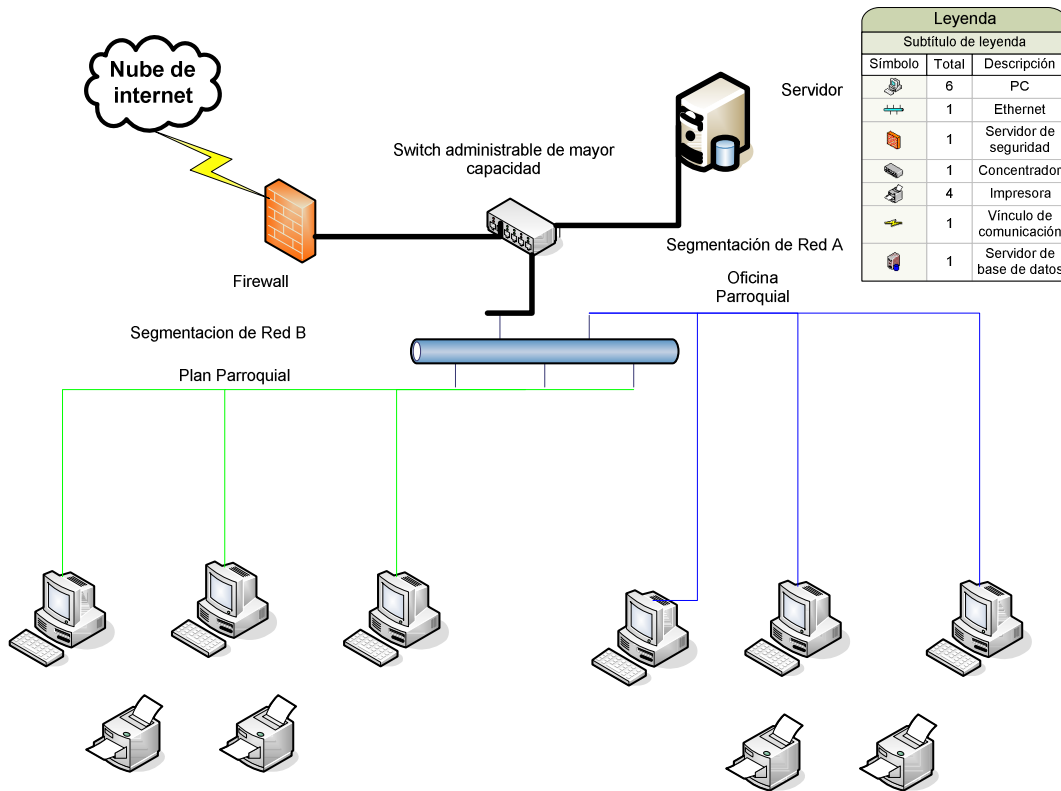 Nube de
internet
Servidor
Switch administrable de mayor
capacidad
Firewall
Segmentación de Red A
Oficina
Parroquial
Segmentacion de Red B
Plan Parroquial
Leyenda
Subtítulo de leyenda
Símbolo Total Descripción
6 PC
1 Ethernet
1 Servidor de
seguridad
1 Concentrador
4 Impresora
1 Vínculo de
comunicación
1 Servidor de
base de datos